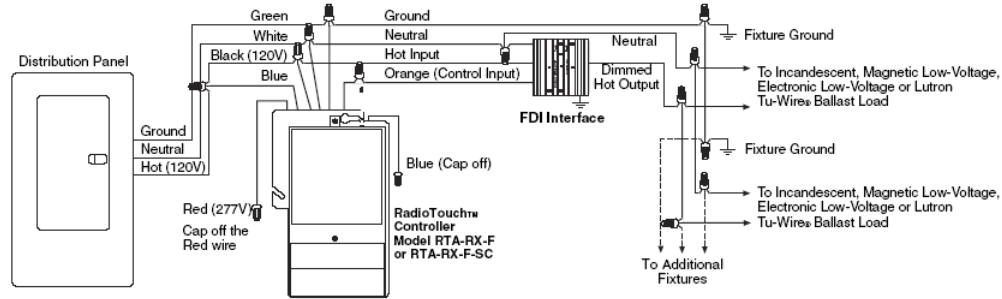 Green
Ground
White
Neutral
Black (120V)
Hot Input
Blue
Orange (Control Input)
Distribution Panel
Ground
Neutral
Hot (120V)
Red (277V)
Cap off the
Red wire
Blue (Cap off)
RadioTouch™
Controller
Model RTA-RX-F
or RTA-RX-F-SC
FDI Interface
Dimmed
Hot Output
Neutral
Fixture Ground
To Incandescent, Magnetic Low-Voltage,
Electronic Low-Voltage or Lutron
Tu-Wire® Ballast Load
Fixture Ground
To Incandescent, Magnetic Low-Voltage,
Electronic Low-Voltage or Lutron
Tu-Wire® Ballast Load
To Additional
Fixtures